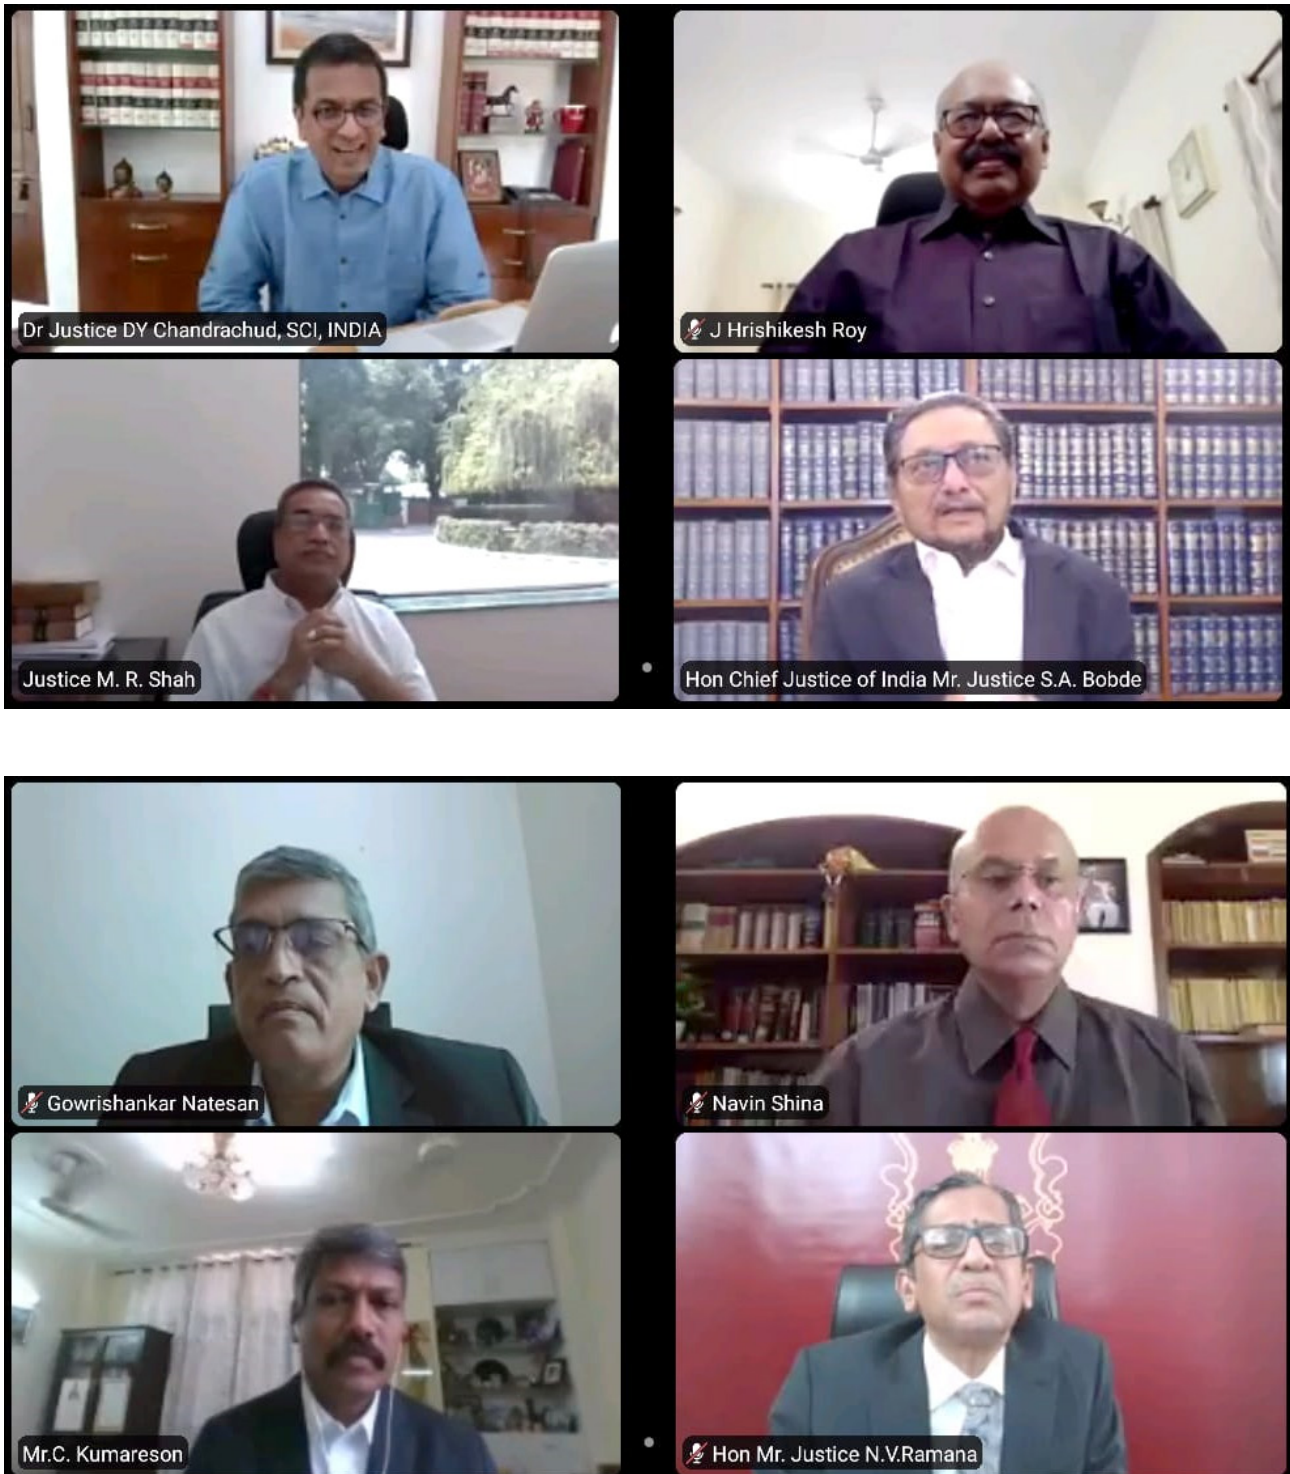 Dr Justice DY Chandrachud, SCI, INDIA
J Hrishikesh Roy
Justice M. R. Shah
Hon Chief Justice of India Mr. Justice S.A. Bobde
Gowrishankar Natesan
Navin Shina
Mr.C. Kumareson
Hon Mr. Justice N.V.Ramana